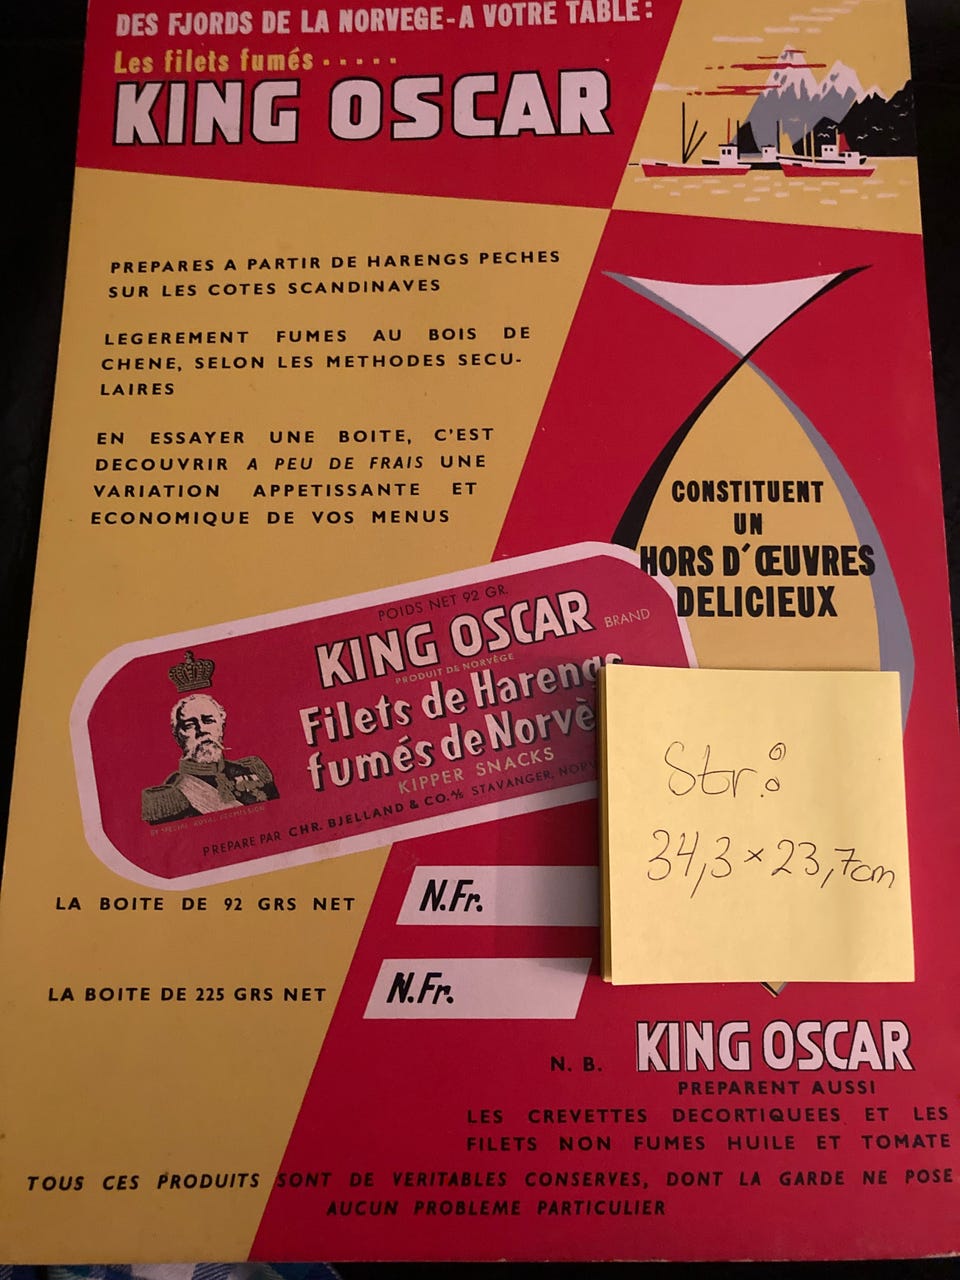 DES FJORDS DE LA NORVEGE - A VOTRE TABLE :
Les filets fumés . . . . .
KING OSCAR
PREPARES A PARTIR DE HARENGS PECHES
SUR LES COTES SCANDINAVES
LEGEREMENT FUMES AU BOIS DE
CHENE, SELON LES METHODES SECU-
LAIRES
EN ESSAYER UNE BOITE, C'EST
DECOUVRIR A PEU DE FRAIS UNE
VARIATION APPETISSANTE ET
ECONOMIQUE DE VOS MENUS
CONSTITUENT
UN
HORS D'ŒUVRES
DELICIEUX
POIDS NET 92 GR.
KING OSCAR BRAND
PRODUIT DE NORVÈGE
Filets de Harengs
fumés de Norvè
KIPPER SNACKS
PREPARE PAR CHR. BJELLAND & CO. A/S STAVANGER, NORV
BY SPECIAL ROYAL PERMISSION
Str:
34,3 × 23,7cm
LA BOITE DE 92 GRS NET N.Fr.
LA BOITE DE 225 GRS NET N.Fr.
N. B. KING OSCAR
PREPARENT AUSSI
LES CREVETTES DECORTIQUEES ET LES
FILETS NON FUMES HUILE ET TOMATE
TOUS CES PRODUITS SONT DE VERITABLES CONSERVES, DONT LA GARDE NE POSE
AUCUN PROBLEME PARTICULIER